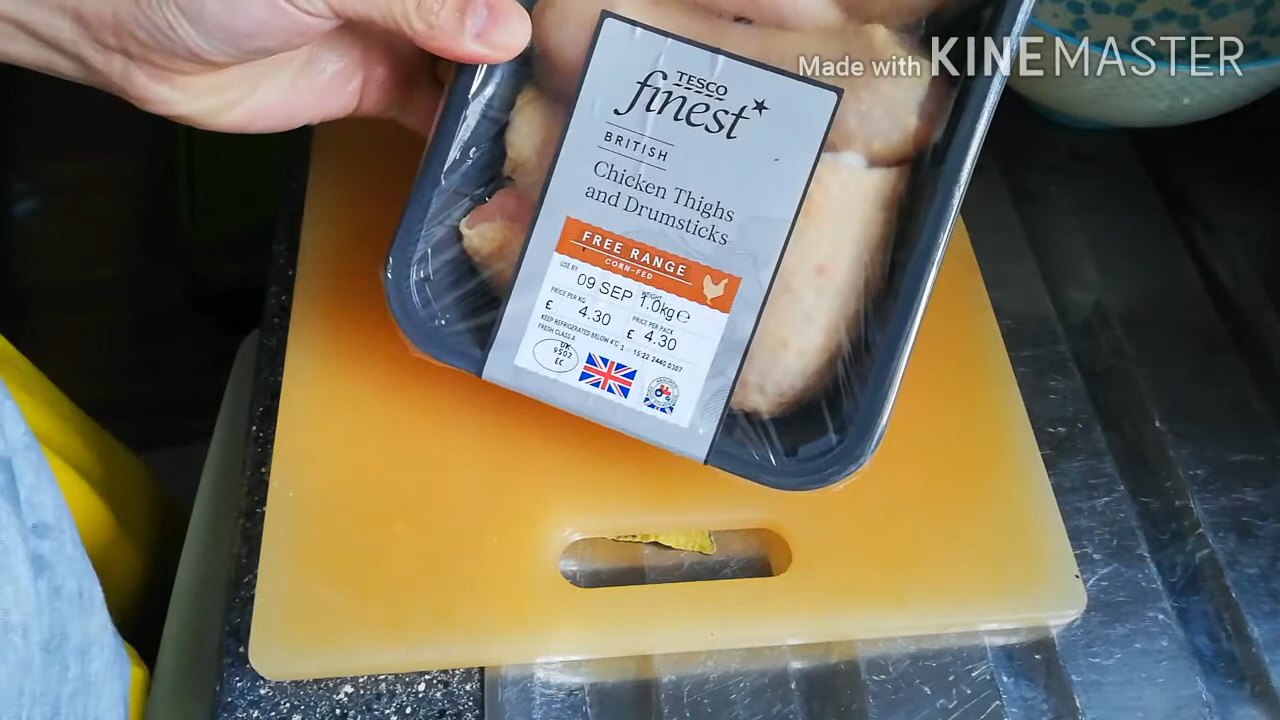 Made with KINEMASTER
TESCO
finest*
BRITISH
Chicken Thighs
and Drumsticks
FREE RANGE
CORN-FED
USE BY
09 SEP
WEIGHT
1.0kg e
PRICE PER KG
£ 4.30
PRICE PER PACK
£ 4.30
KEEP REFRIGERATED BELOW 4°C
15:22 2440.0307
FRESH CLASS A
UK
9502
EC